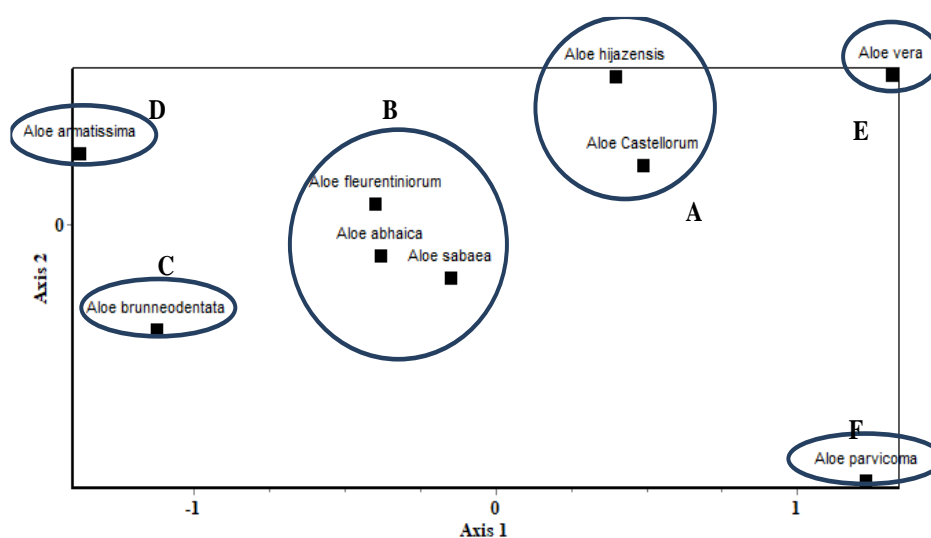 Aloe hijazensis
Aloe vera
D
B
Aloe armatissima
E
Aloe Castellorum
Aloe fleurentiniorum
A
0
Aloe abhaica
Aloe sabaea
C
Axis 2
Aloe brunneodentata
F
Aloe parvicoma
-1
0
1
Axis 1